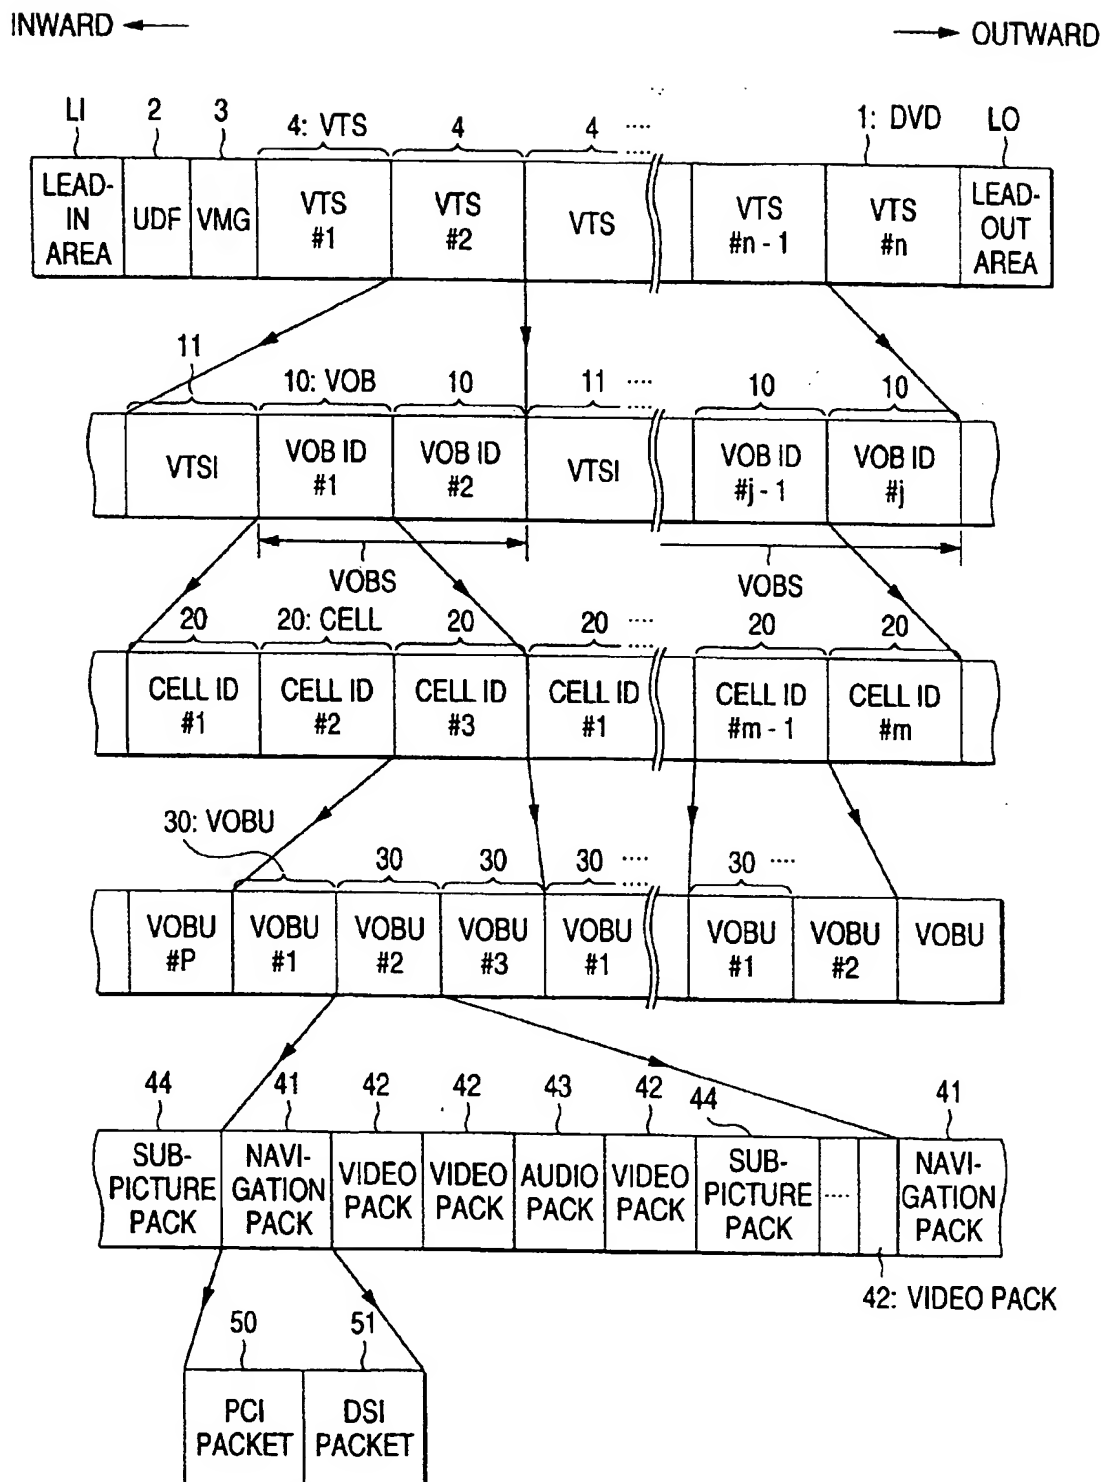 INWARD
OUTWARD
LI 2 3 4: VTS 4 4 ···· 1: DVD LO
LEAD-IN AREA UDF VMG VTS #1 VTS #2 VTS VTS #n - 1 VTS #n LEAD-OUT AREA
11 10: VOB 10 11 ···· 10 10
VTSI VOB ID #1 VOB ID #2 VTSI VOB ID #j - 1 VOB ID #j
VOBS VOBS
20 20: CELL 20 20 ···· 20 20
CELL ID #1 CELL ID #2 CELL ID #3 CELL ID #1 CELL ID #m - 1 CELL ID #m
30: VOBU 30 30 30 ···· 30 ····
VOBU #P VOBU #1 VOBU #2 VOBU #3 VOBU #1 VOBU #1 VOBU #2 VOBU
44 41 42 42 43 42 44 41
SUB-PICTURE PACK NAVI-GATION PACK VIDEO PACK VIDEO PACK AUDIO PACK VIDEO PACK SUB-PICTURE PACK ···· NAVI-GATION PACK
42: VIDEO PACK
50 51
PCI PACKET DSI PACKET